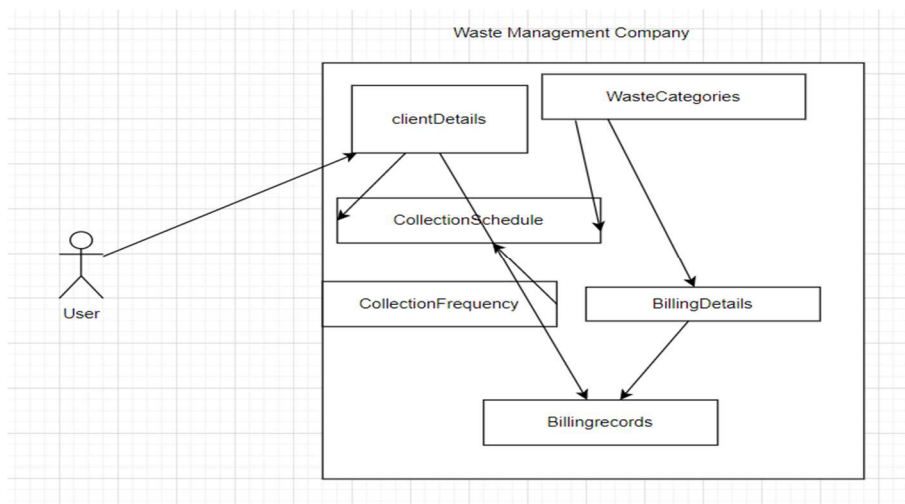 Waste Management Company
WasteCategories
clientDetails
CollectionSchedule
CollectionFrequency
BillingDetails
User
Billingrecords